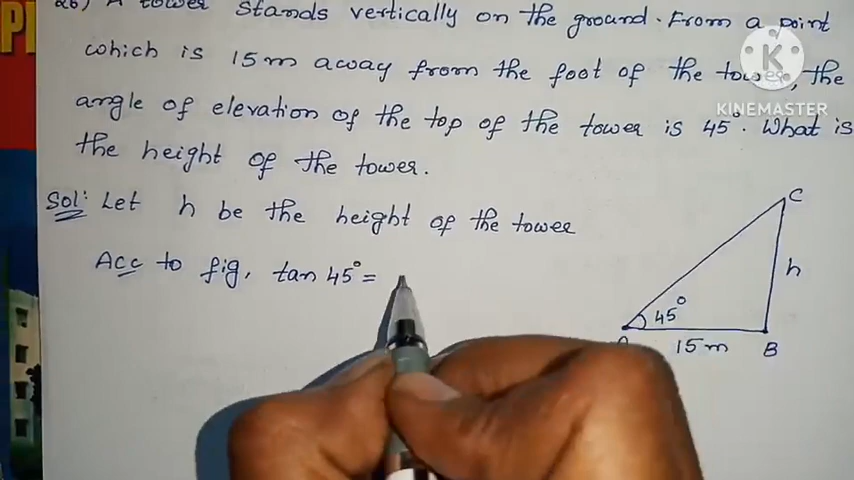 26) A tower stands vertically on the ground. From a point
which is 15m away from the foot of the tower, the
angle of elevation of the top of the tower is 45°. What is
the height of the tower.
Sol: Let h be the height of the tower
Acc to fig, tan 45° =
C
h
45°
15m
B
K
KINEMASTER